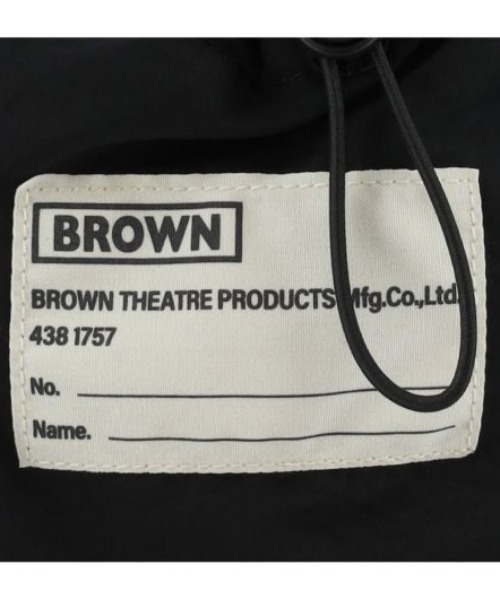 BROWN
BROWN THEATRE PRODUCTS Mfg.Co.,Ltd.
438 1757
No.
Name.